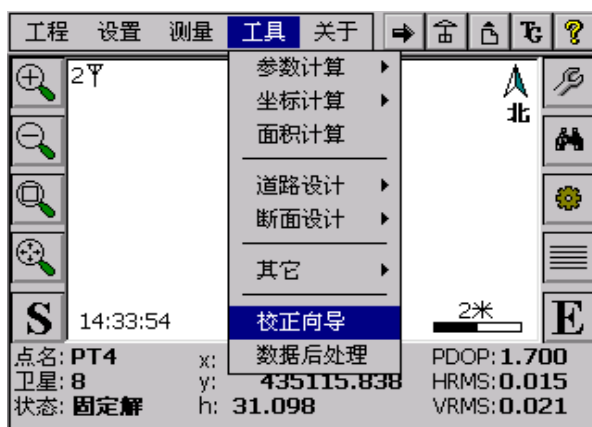 工程 设置 测量 工具 关于
2
参数计算
坐标计算
面积计算
道路设计
断面设计
其它
校正向导
数据后处理
北
S
14:33:54
2米
E
点名: PT4 x: PDOP: 1.700
卫星: 8 y: 435115.838 HRMS: 0.015
状态: 固定解 h: 31.098 VRMS: 0.021